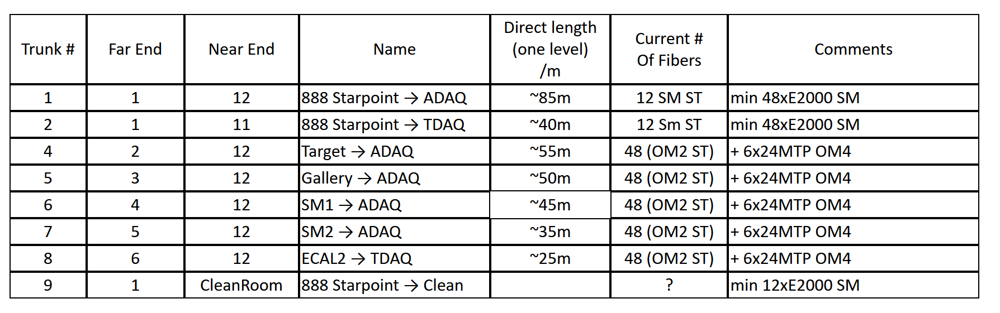 Trunk # Far End Near End Name Direct length (one level) /m Current # Of Fibers Comments
1 1 12 888 Starpoint → ADAQ ~85m 12 SM ST min 48xE2000 SM
2 1 11 888 Starpoint → TDAQ ~40m 12 Sm ST min 48xE2000 SM
4 2 12 Target → ADAQ ~55m 48 (OM2 ST) + 6x24MTP OM4
5 3 12 Gallery → ADAQ ~50m 48 (OM2 ST) + 6x24MTP OM4
6 4 12 SM1 → ADAQ ~45m 48 (OM2 ST) + 6x24MTP OM4
7 5 12 SM2 → ADAQ ~35m 48 (OM2 ST) + 6x24MTP OM4
8 6 12 ECAL2 → TDAQ ~25m 48 (OM2 ST) + 6x24MTP OM4
9 1 CleanRoom 888 Starpoint → Clean ? min 12xE2000 SM